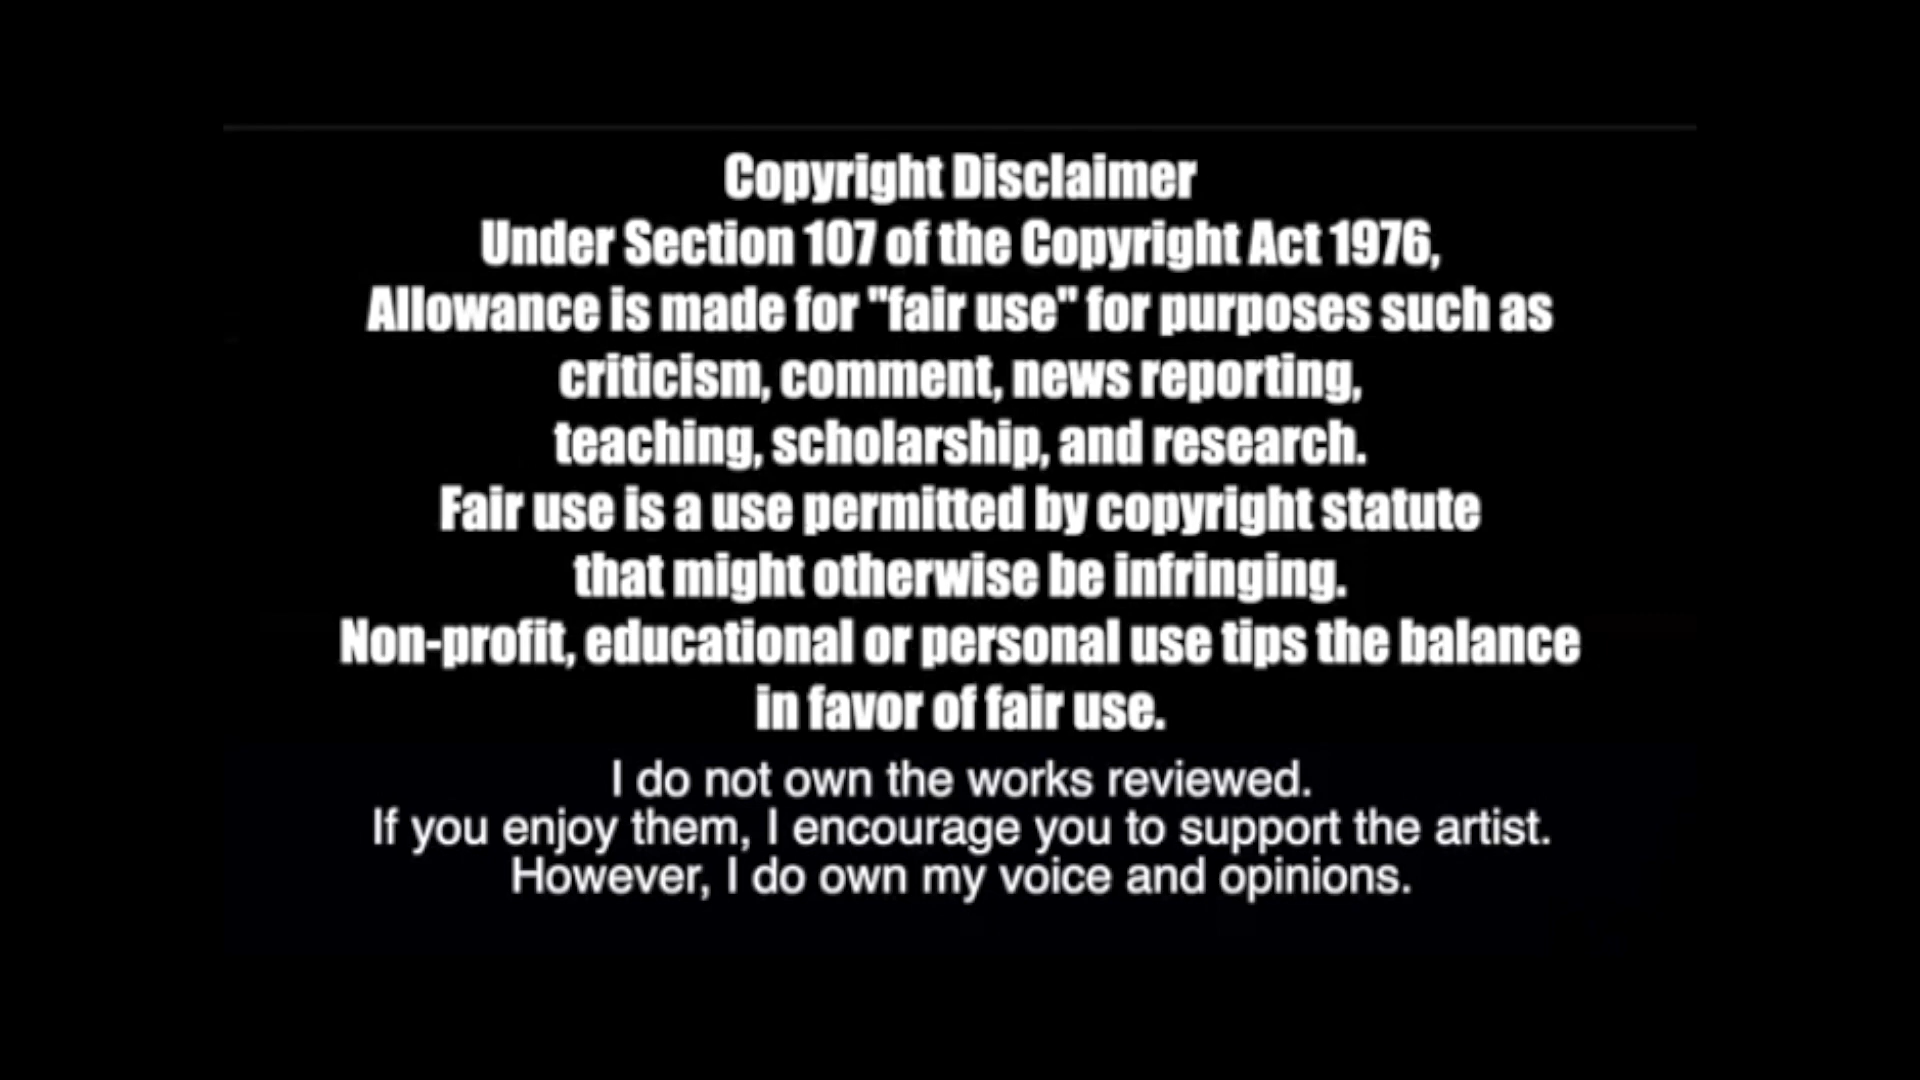 Copyright Disclaimer
Under Section 107 of the Copyright Act 1976,
Allowance is made for "fair use" for purposes such as
criticism, comment, news reporting,
teaching, scholarship, and research.
Fair use is a use permitted by copyright statute
that might otherwise be infringing.
Non-profit, educational or personal use tips the balance
in favor of fair use.
I do not own the works reviewed.
If you enjoy them, I encourage you to support the artist.
However, I do own my voice and opinions.